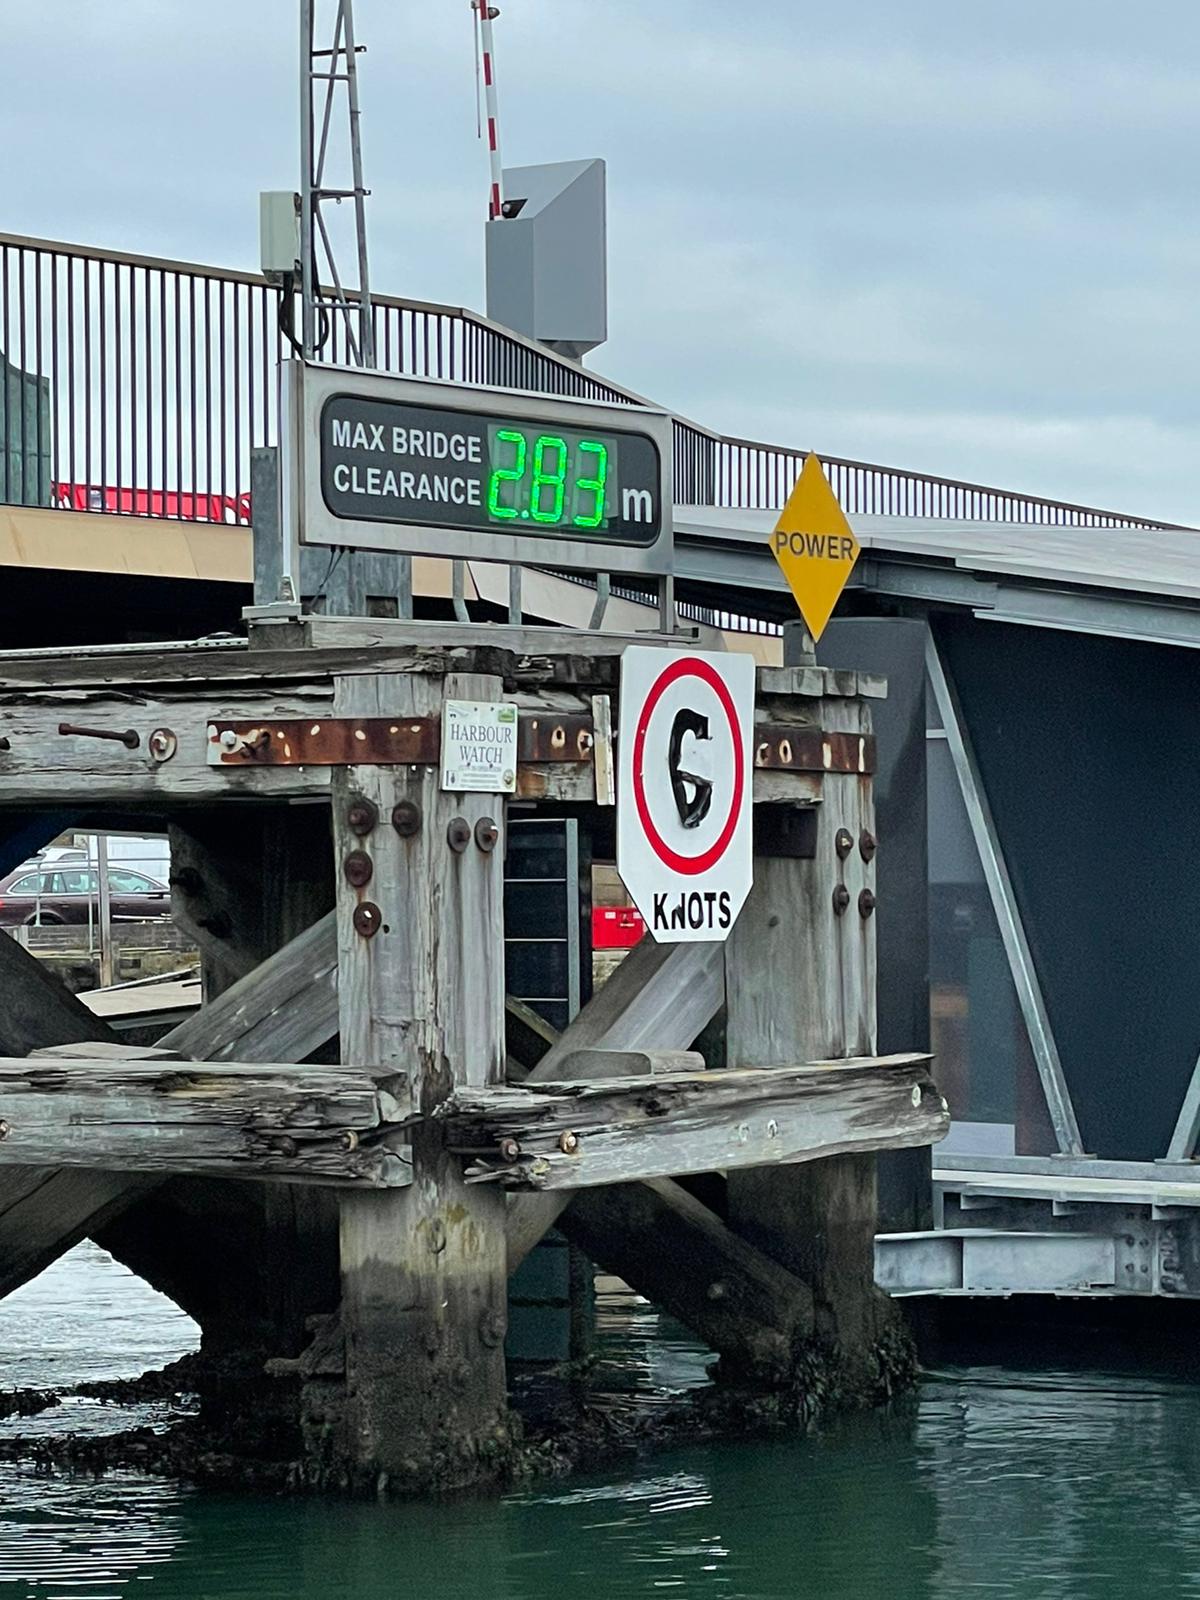 MAX BRIDGE
CLEARANCE
2.83 m
POWER
HARBOUR
WATCH
6
KNOTS